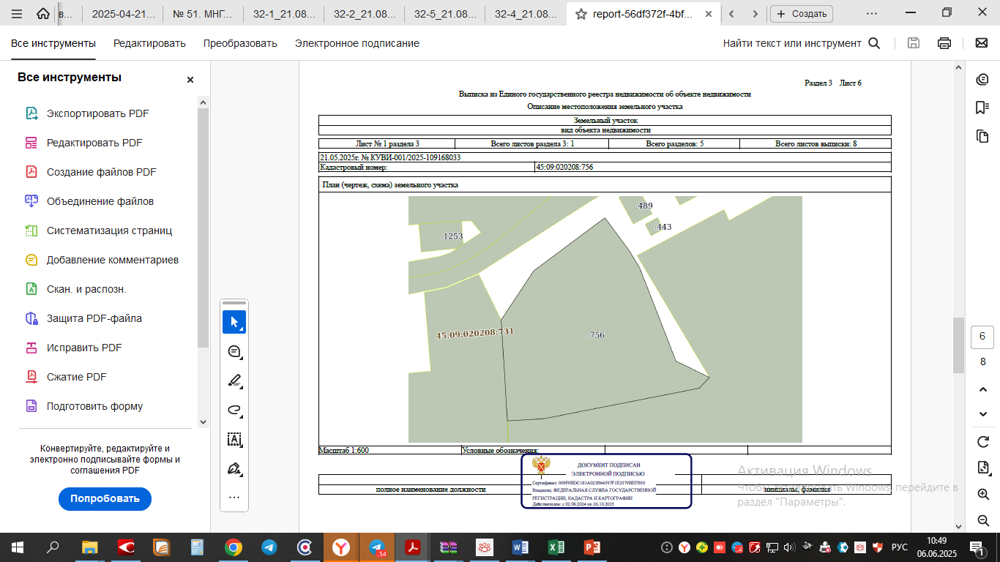 в...
2025-04-21...
№ 51. МНГ...
32-1_21.08...
32-2_21.08...
32-5_21.08...
32-4_21.08...
report-56df372f-4bf...
Создать
Все инструменты
Редактировать
Преобразовать
Электронное подписание
Найти текст или инструмент
Все инструменты
Экспортировать PDF
Редактировать PDF
Создание файлов PDF
Объединение файлов
Систематизация страниц
Добавление комментариев
Скан. и распозн.
Защита PDF-файла
Исправить PDF
Сжатие PDF
Подготовить форму
Конвертируйте, редактируйте и
электронно подписывайте формы и
соглашения PDF
Попробовать
Раздел 3 Лист 6
Выписка из Единого государственного реестра недвижимости об объекте недвижимости
Описание местоположения земельного участка
Земельный участок
вид объекта недвижимости
Лист № 1 раздела 3
Всего листов раздела 3: 1
Всего разделов: 5
Всего листов выписки: 8
21.05.2025г. № КУВИ-001/2025-109168033
Кадастровый номер:
45:09:020208:756
План (чертеж, схема) земельного участка
:489
:443
:1253
45:09:020208:731
:756
Масштаб 1:600
Условные обозначения:
ДОКУМЕНТ ПОДПИСАН
ЭЛЕКТРОННОЙ ПОДПИСЬЮ
Сертификат: 009F0BDC181A023B64597F1E2579BEFB50
Владелец: ФЕДЕРАЛЬНАЯ СЛУЖБА ГОСУДАРСТВЕННОЙ
РЕГИСТРАЦИИ, КАДАСТРА И КАРТОГРАФИИ
Действителен: с 02.08.2024 по 26.10.2025
полное наименование должности
инициалы, фамилия
Активация Windows
Чтобы активировать Windows, перейдите в
раздел "Параметры".
6
8
54
РУС
10:49
06.06.2025
1